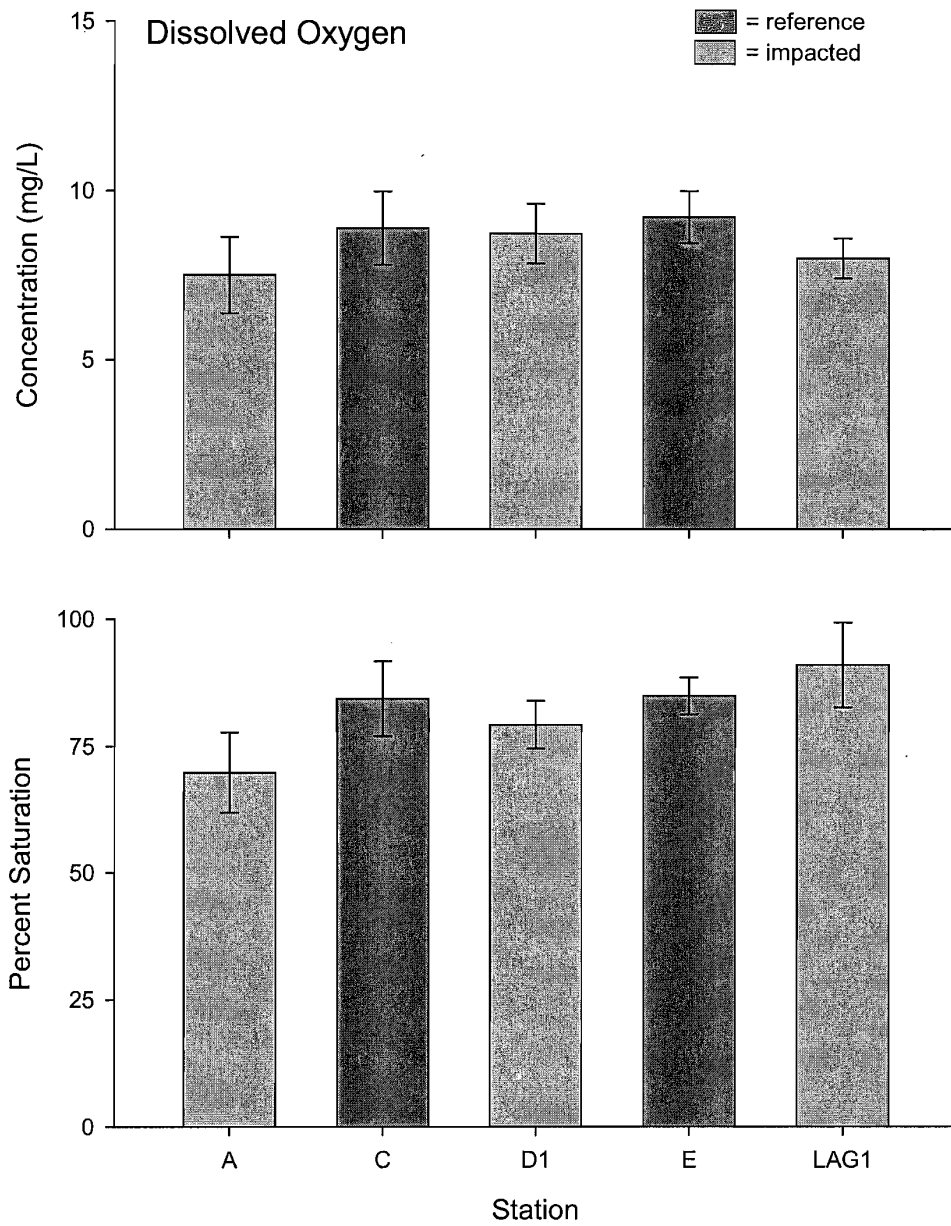 Dissolved Oxygen
= reference
= impacted
15
10
5
0
Concentration (mg/L)
100
75
50
25
0
Percent Saturation
A C D1 E LAG1
Station